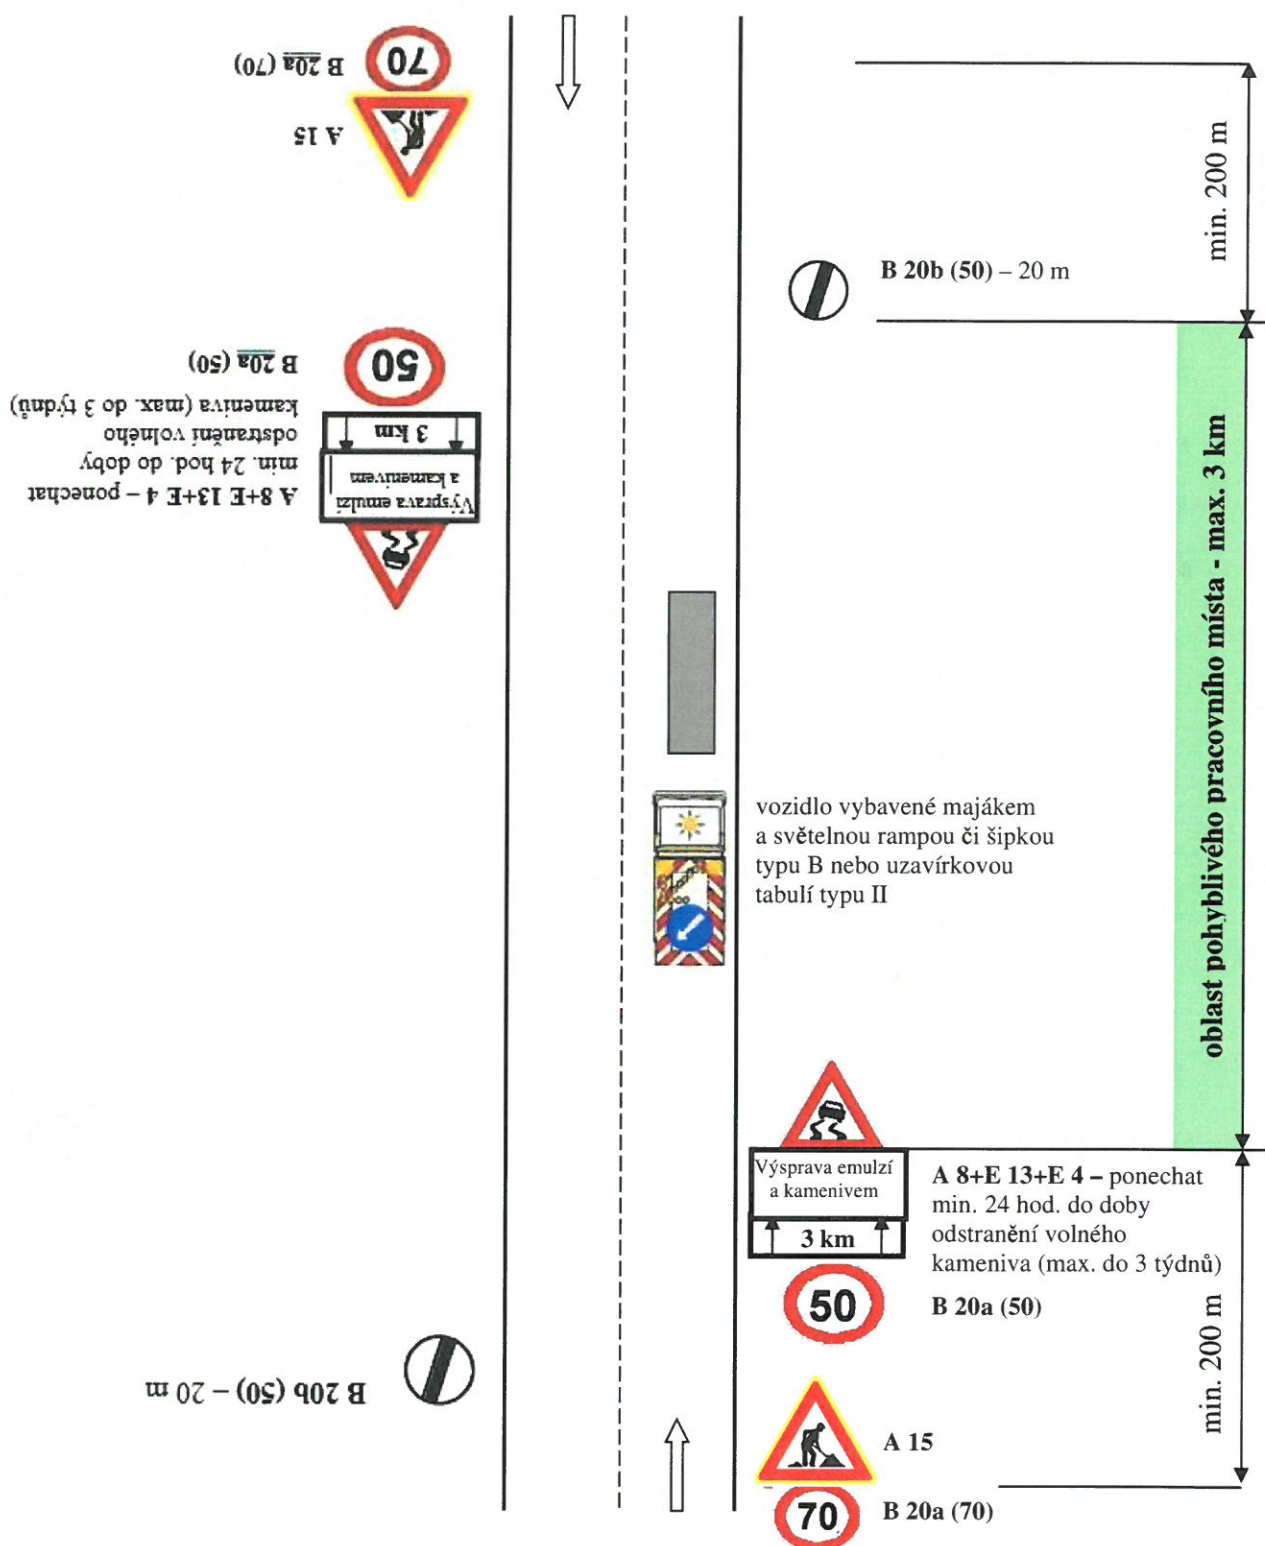 B 20a (70)
70
A 15
min. 200 m
B 20b (50) – 20 m
B 20a (50)
50
A 8+E 13+E 4 – ponechat
min. 24 hod. do doby
odstranění volného
kameniva (max. do 3 týdnů)
3 km
Výsprava emulzí
a kamenivem
oblast pohyblivého pracovního místa - max. 3 km
vozidlo vybavené majákem
a světelnou rampou či šipkou
typu B nebo uzavírkovou
tabulí typu II
Výsprava emulzí
a kamenivem
3 km
A 8+E 13+E 4 – ponechat
min. 24 hod. do doby
odstranění volného
kameniva (max. do 3 týdnů)
50
B 20a (50)
min. 200 m
B 20b (50) – 20 m
A 15
70
B 20a (70)